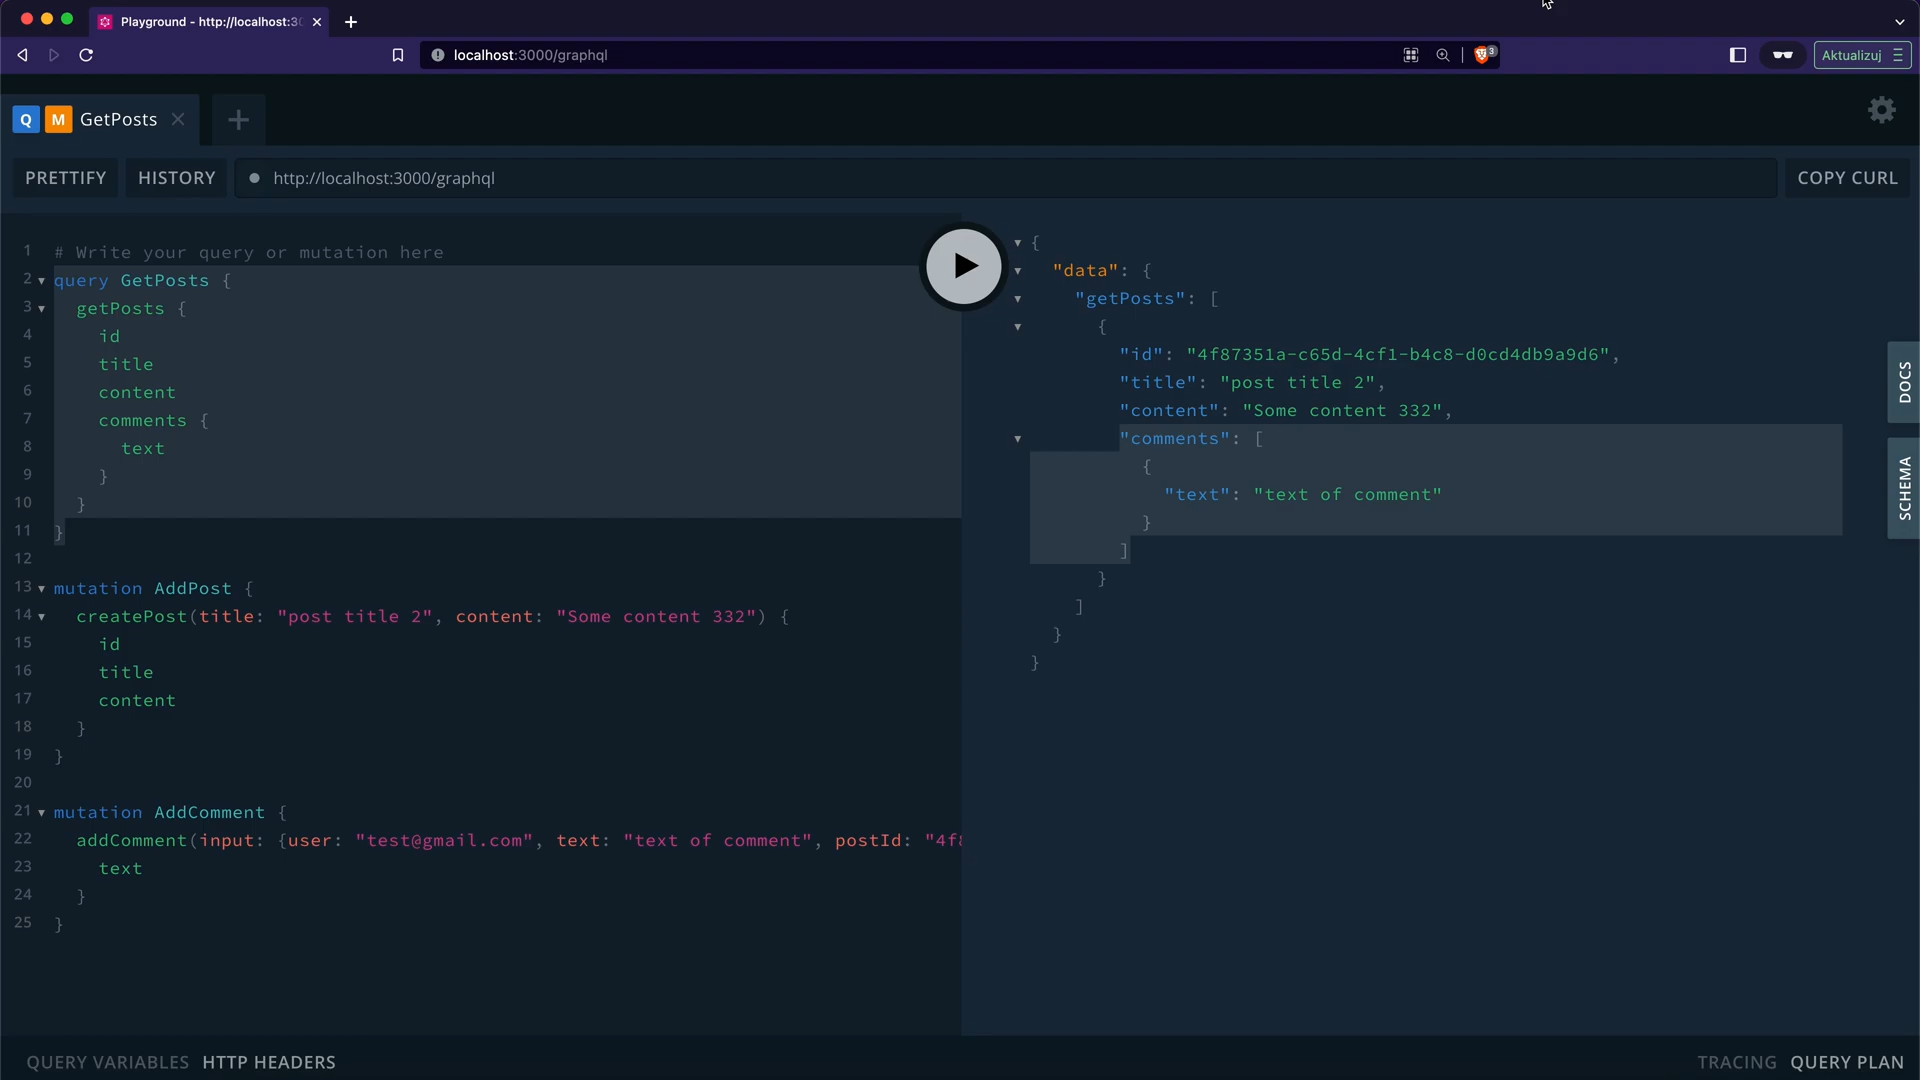 Playground - http://localhost:30
localhost:3000/graphql
3
Aktualizuj
Q M GetPosts
PRETTIFY HISTORY http://localhost:3000/graphql COPY CURL
1 # Write your query or mutation here
2 query GetPosts {
3 getPosts {
4 id
5 title
6 content
7 comments {
8 text
9 }
10 }
11 }
12
13 mutation AddPost {
14 createPost(title: "post title 2", content: "Some content 332") {
15 id
16 title
17 content
18 }
19 }
20
21 mutation AddComment {
22 addComment(input: {user: "test@gmail.com", text: "text of comment", postId: "4f8
23 text
24 }
25 }
{
"data": {
"getPosts": [
{
"id": "4f87351a-c65d-4cf1-b4c8-d0cd4db9a9d6",
"title": "post title 2",
"content": "Some content 332",
"comments": [
{
"text": "text of comment"
}
]
}
]
}
}
DOCS
SCHEMA
QUERY VARIABLES HTTP HEADERS
TRACING QUERY PLAN